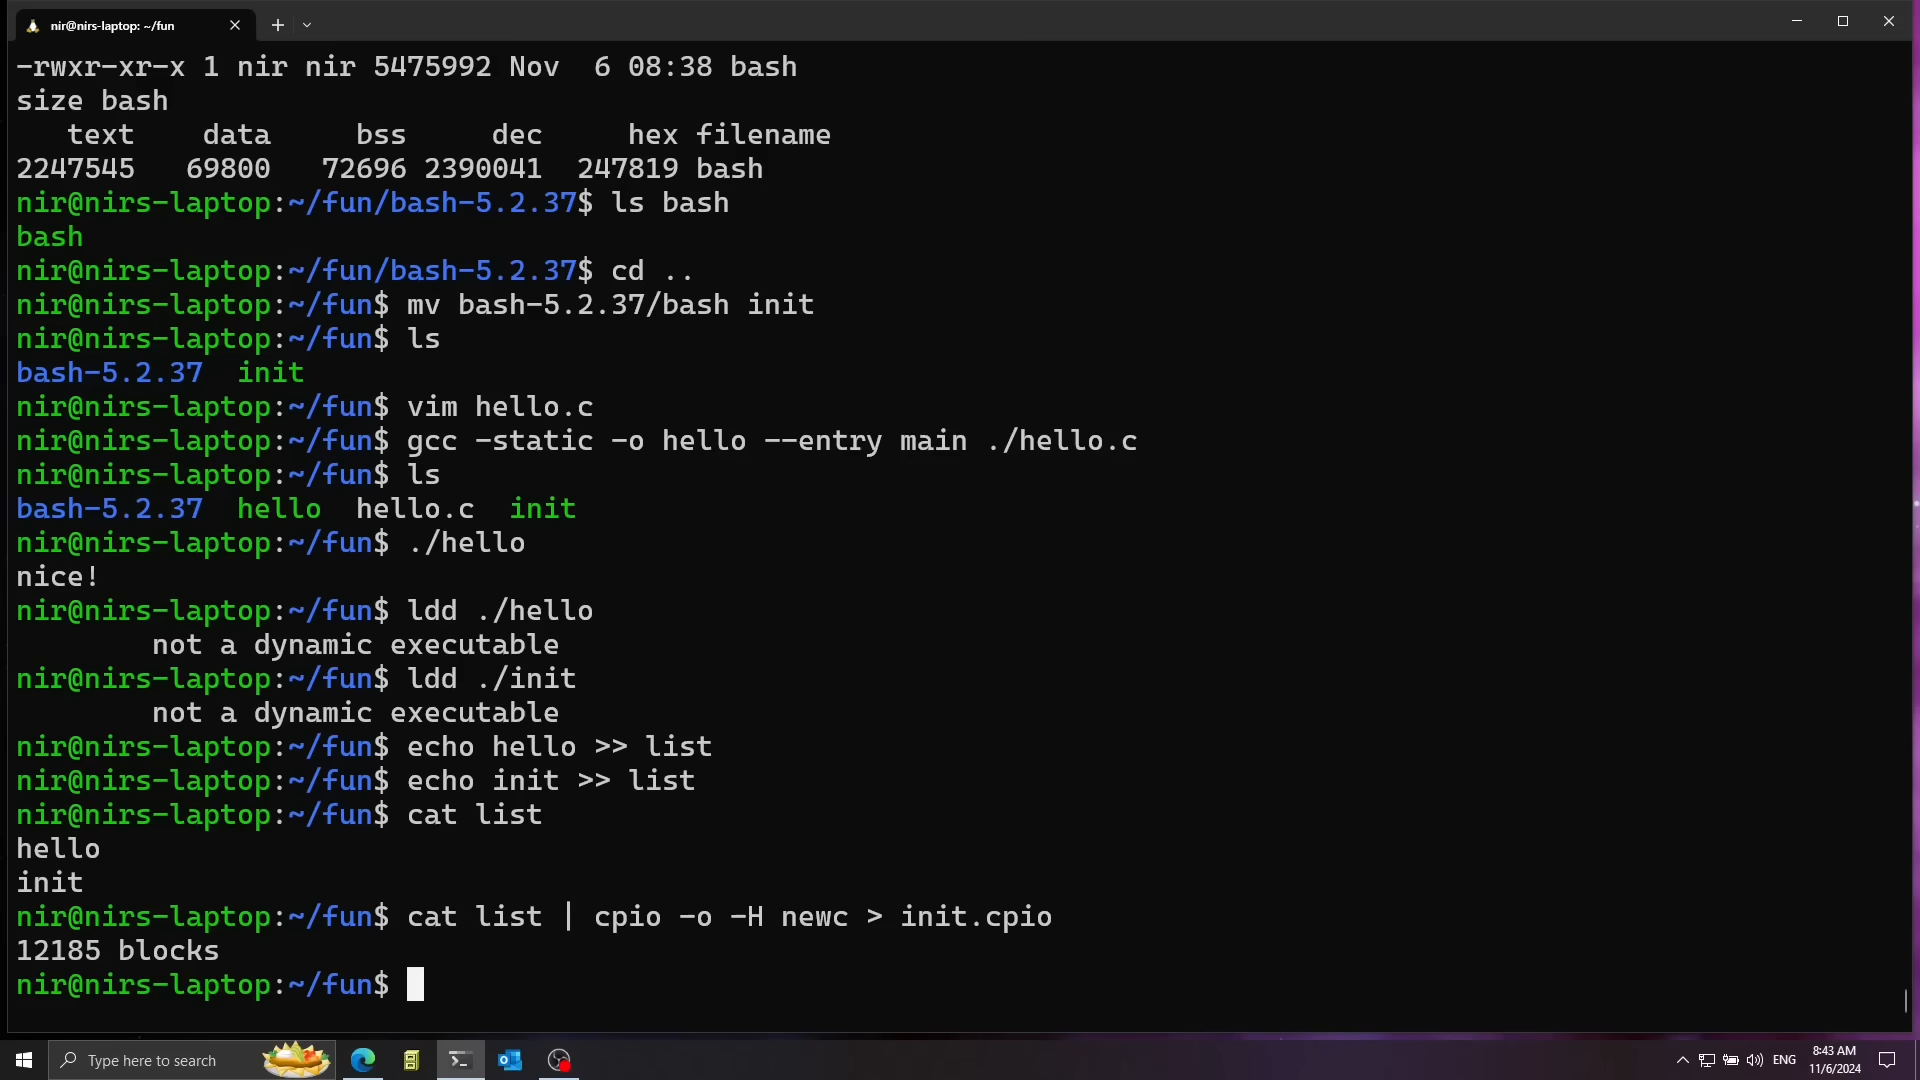 nir@nirs-laptop: ~/fun
-rwxr-xr-x 1 nir nir 5475992 Nov  6 08:38 bash
size bash
   text    data     bss     dec     hex filename
2247545   69800   72696 2390041  247819 bash
nir@nirs-laptop:~/fun/bash-5.2.37$ ls bash
bash
nir@nirs-laptop:~/fun/bash-5.2.37$ cd ..
nir@nirs-laptop:~/fun$ mv bash-5.2.37/bash init
nir@nirs-laptop:~/fun$ ls
bash-5.2.37  init
nir@nirs-laptop:~/fun$ vim hello.c
nir@nirs-laptop:~/fun$ gcc -static -o hello --entry main ./hello.c
nir@nirs-laptop:~/fun$ ls
bash-5.2.37  hello  hello.c  init
nir@nirs-laptop:~/fun$ ./hello
nice!
nir@nirs-laptop:~/fun$ ldd ./hello
        not a dynamic executable
nir@nirs-laptop:~/fun$ ldd ./init
        not a dynamic executable
nir@nirs-laptop:~/fun$ echo hello >> list
nir@nirs-laptop:~/fun$ echo init >> list
nir@nirs-laptop:~/fun$ cat list
hello
init
nir@nirs-laptop:~/fun$ cat list | cpio -o -H newc > init.cpio
12185 blocks
nir@nirs-laptop:~/fun$
Type here to search
ENG
8:43 AM
11/6/2024